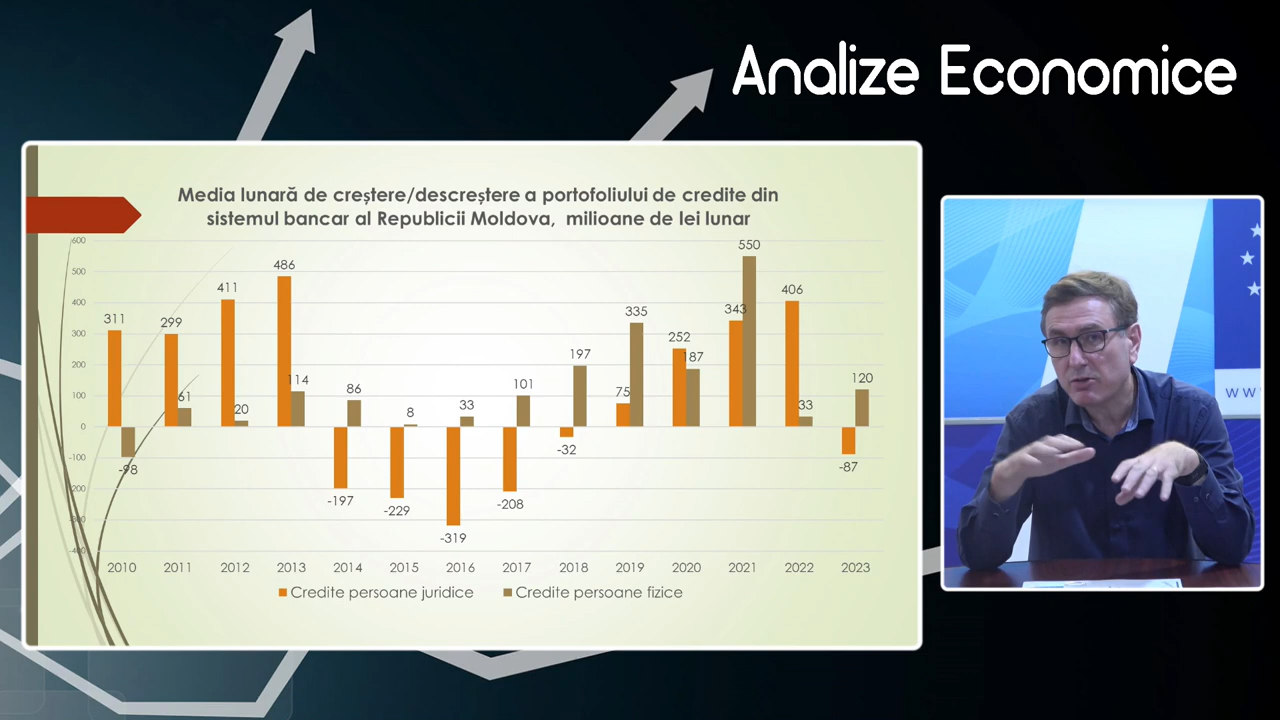 Analize Economice
Media lunară de creștere/descreștere a portofoliului de credite din
sistemul bancar al Republicii Moldova, milioane de lei lunar
600
500
400
300
200
100
0
-100
-200
-300
-400
311 299 411 486 -197 -229 -319 -208 -32 75 252 343 406 -87
-98 61 20 114 86 8 33 101 197 335 187 550 33 120
2010 2011 2012 2013 2014 2015 2016 2017 2018 2019 2020 2021 2022 2023
Credite persoane juridice Credite persoane fizice
WW